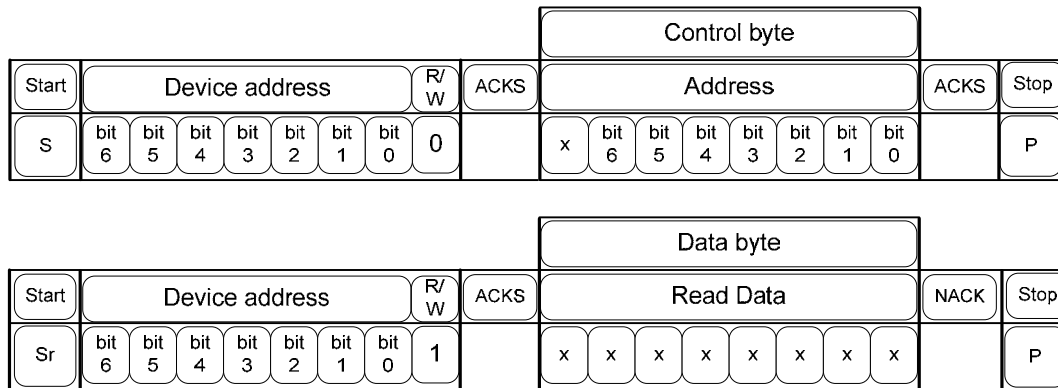 Control byte
Start Device address R/W ACKS Address ACKS Stop
S bit 6 bit 5 bit 4 bit 3 bit 2 bit 1 bit 0 0 x bit 6 bit 5 bit 4 bit 3 bit 2 bit 1 bit 0 P
Data byte
Start Device address R/W ACKS Read Data NACK Stop
Sr bit 6 bit 5 bit 4 bit 3 bit 2 bit 1 bit 0 1 x x x x x x x x P